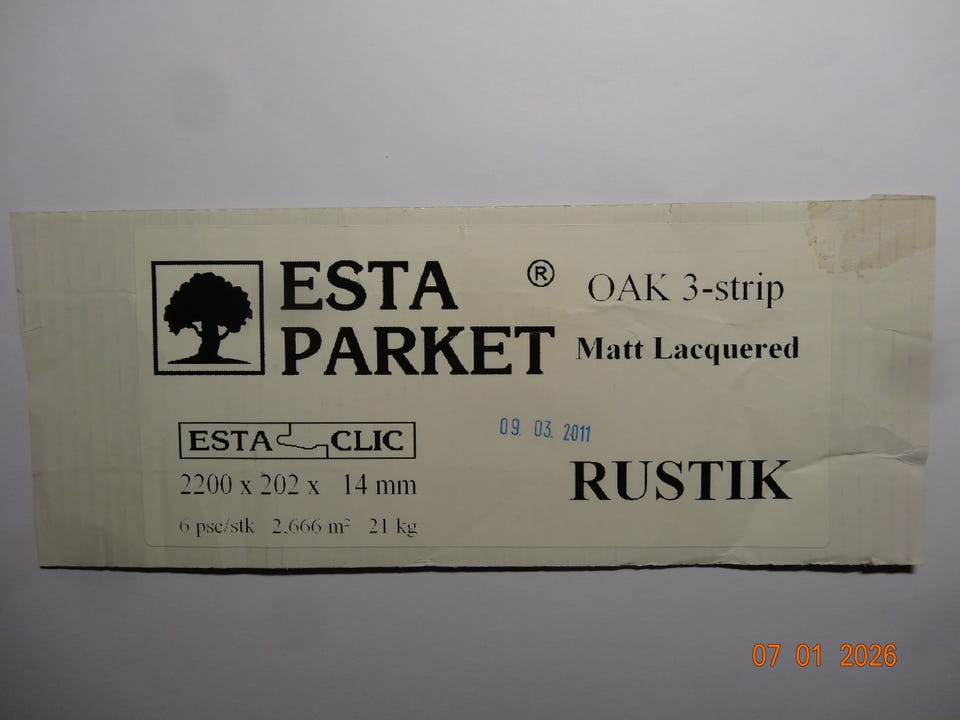 ESTA
PARKET ®
OAK 3-strip
Matt Lacquered
ESTA CLIC
09. 03. 2011
2200 x 202 x 14 mm
RUSTIK
6 psc/stk 2,666 m² 21 kg
07 01 2026